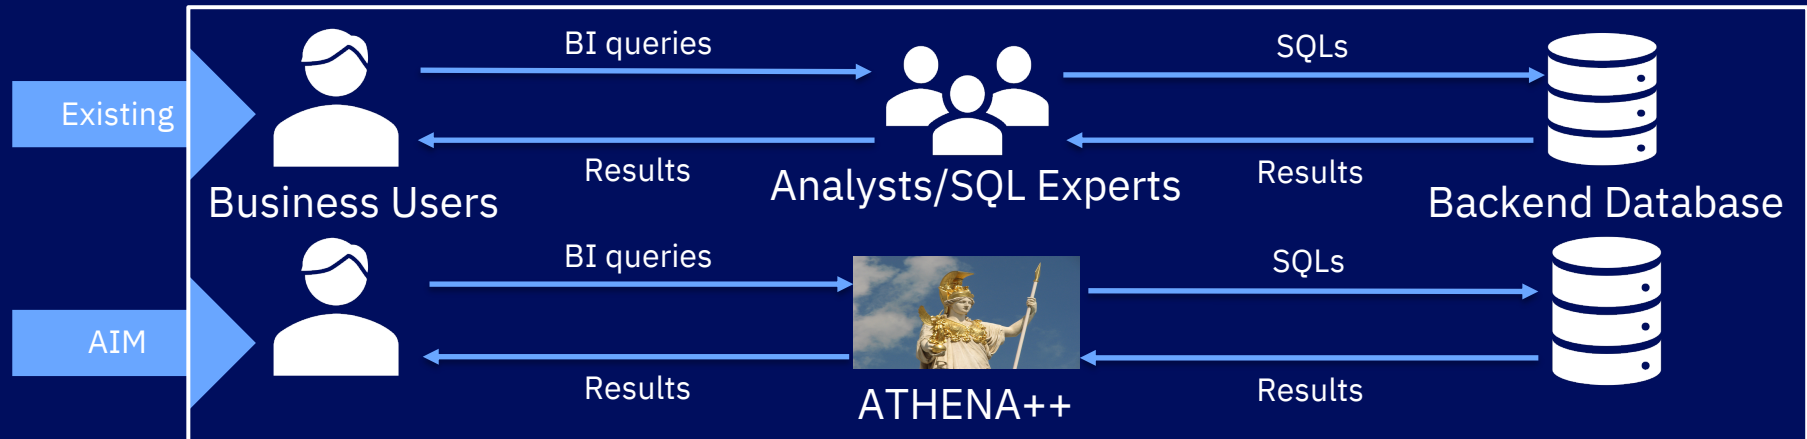 BI queries
SQLs
Existing
Results
Results
Business Users
Analysts/SQL Experts
Backend Database
BI queries
SQLs
AIM
Results
Results
ATHENA++